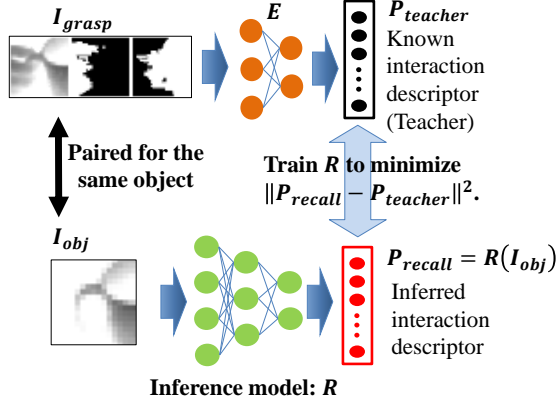 I_grasp
E
P_teacher
Known
interaction
descriptor
(Teacher)
Paired for the
same object
Train R to minimize
‖P_recall − P_teacher‖².
I_obj
P_recall = R(I_obj)
Inferred
interaction
descriptor
Inference model: R